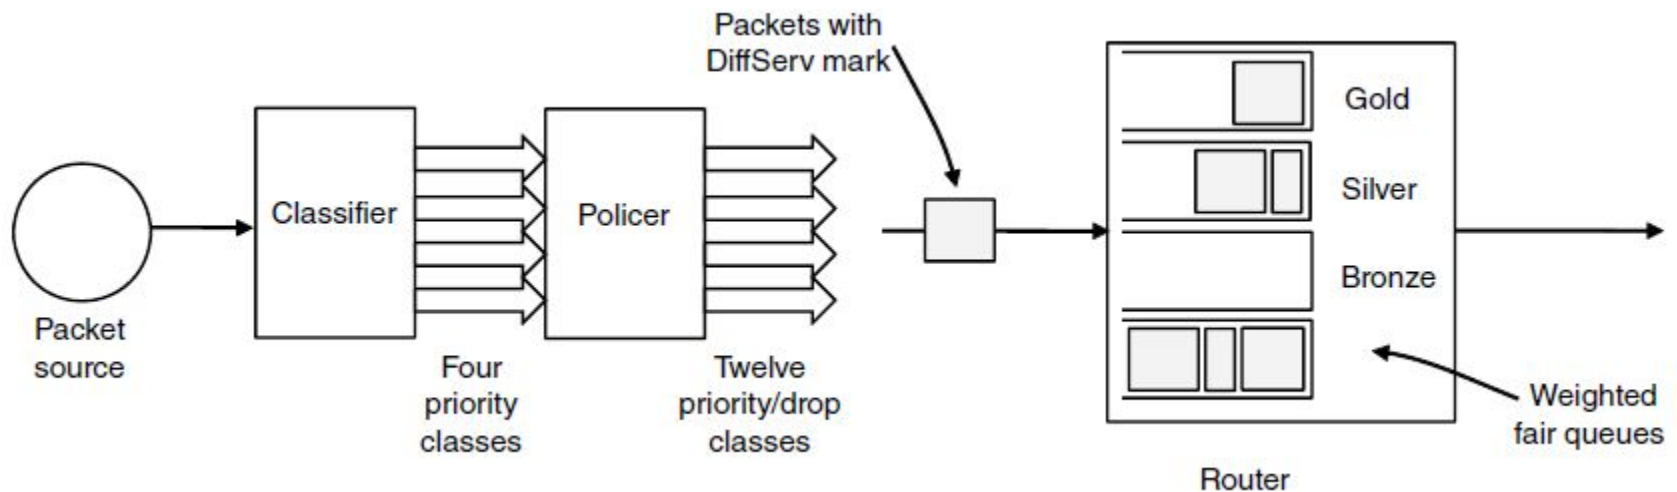 Packets with
DiffServ mark
Gold
Silver
Bronze
Classifier
Policer
Packet
source
Four
priority
classes
Twelve
priority/drop
classes
Weighted
fair queues
Router